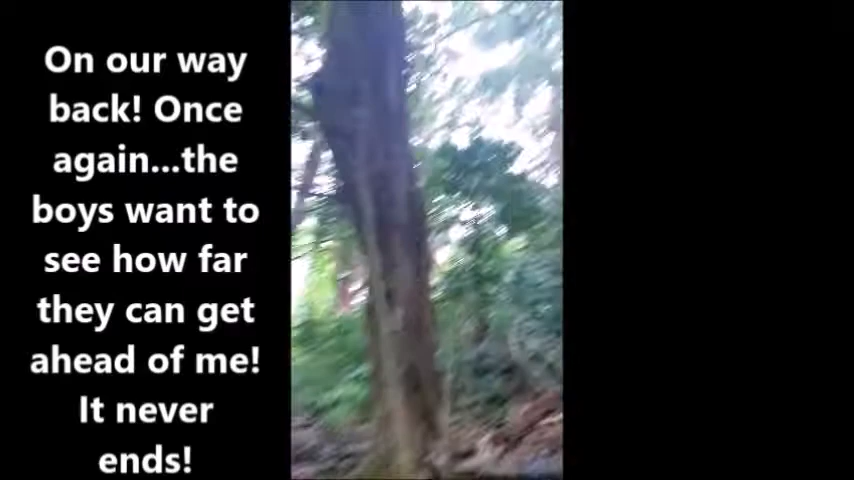 On our way
back! Once
again...the
boys want to
see how far
they can get
ahead of me!
It never
ends!